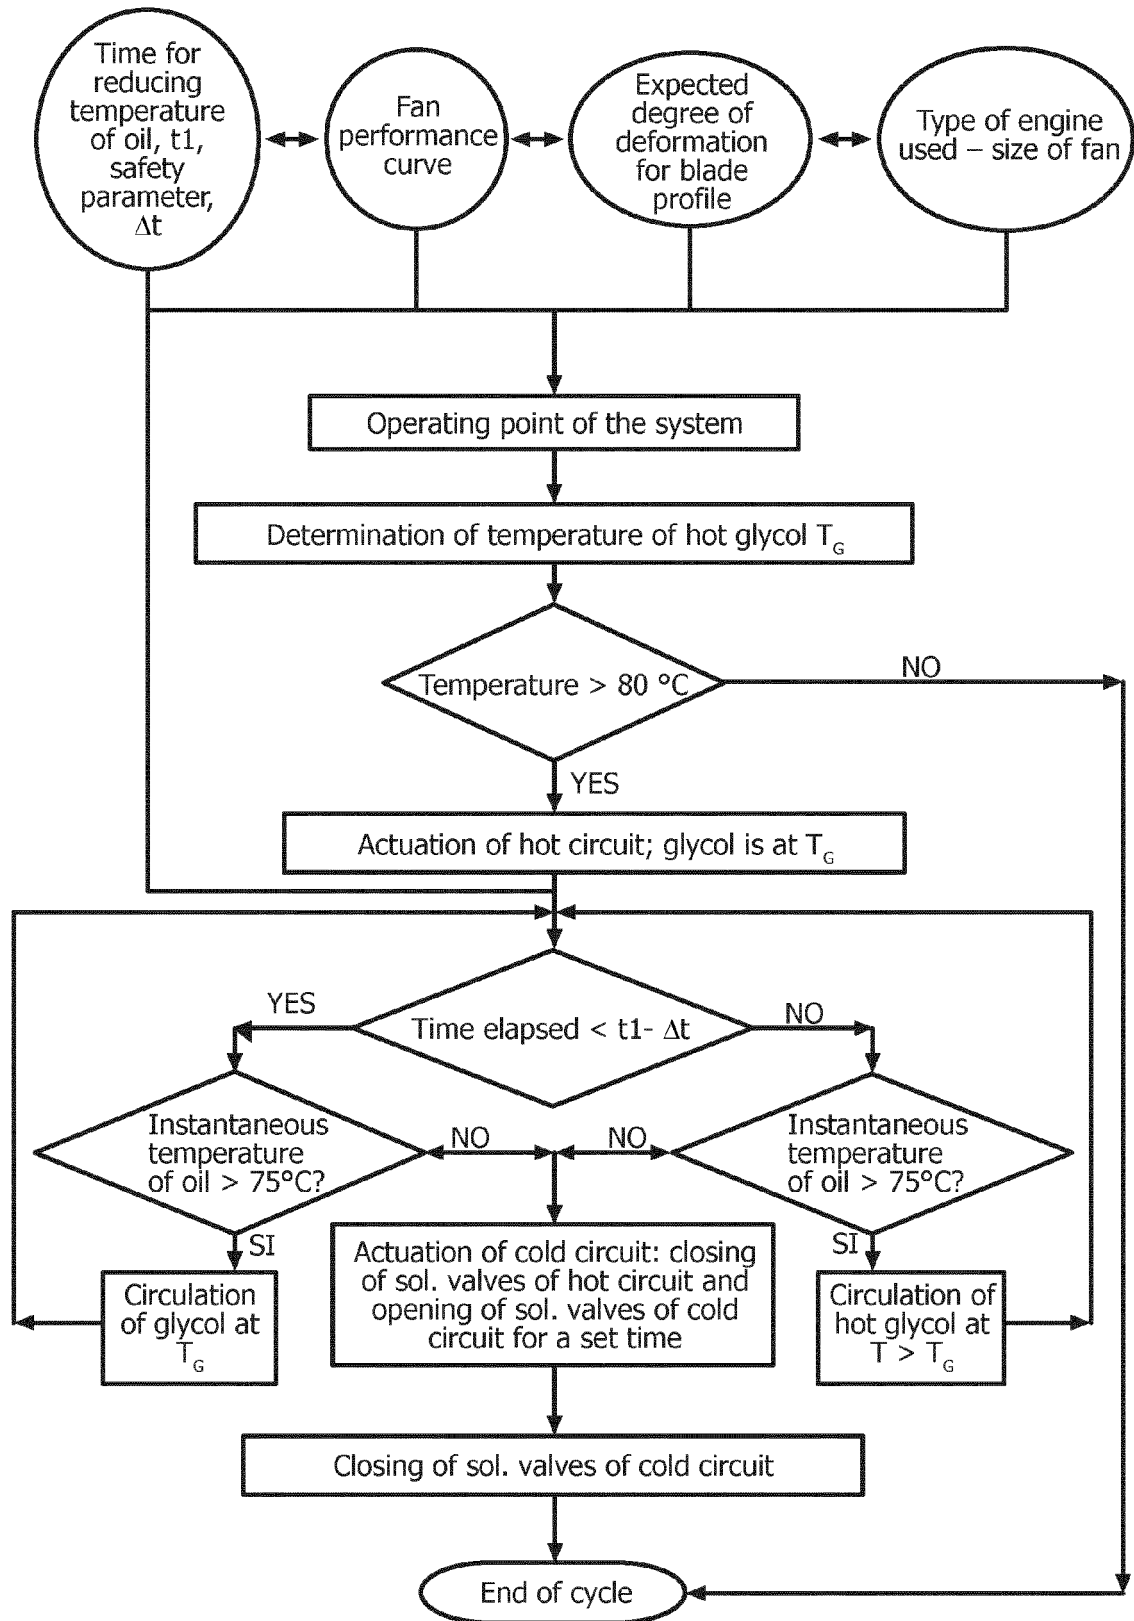 Time for
reducing
temperature
of oil, t1,
safety
parameter,
Δt
Fan
performance
curve
Expected
degree of
deformation
for blade
profile
Type of engine
used – size of fan
Operating point of the system
Determination of temperature of hot glycol T_G
Temperature > 80 °C
NO
YES
Actuation of hot circuit; glycol is at T_G
YES
Time elapsed < t1- Δt
NO
Instantaneous
temperature
of oil > 75°C?
NO
NO
Instantaneous
temperature
of oil > 75°C?
SI
SI
Circulation
of glycol at
T_G
Actuation of cold circuit: closing
of sol. valves of hot circuit and
opening of sol. valves of cold
circuit for a set time
Circulation of
hot glycol at
T > T_G
Closing of sol. valves of cold circuit
End of cycle